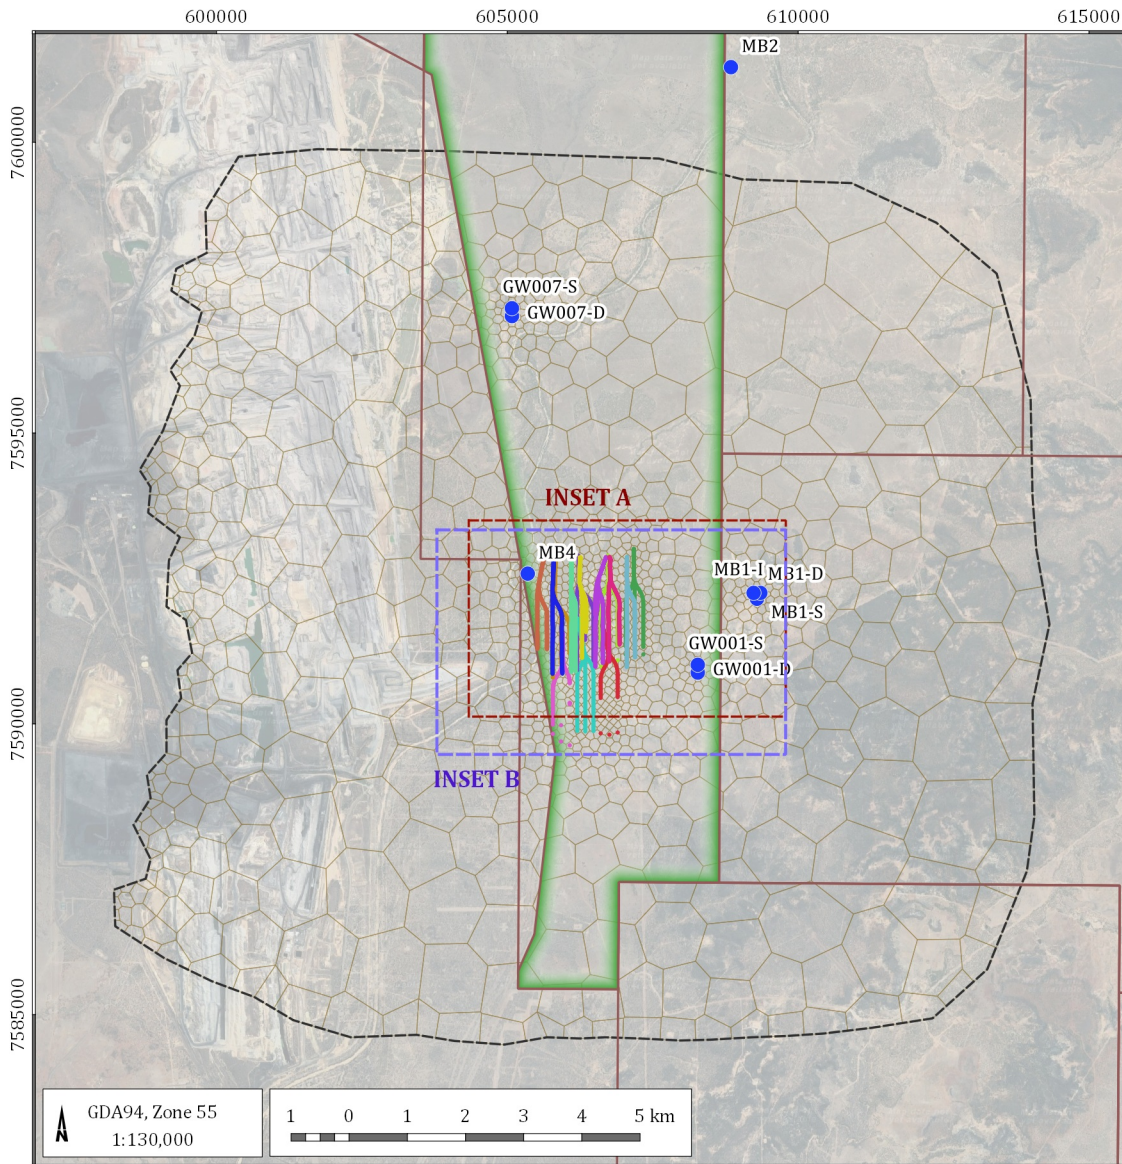 600000
605000
610000
615000
MB2
7600000
GW007-S
GW007-D
7595000
INSET A
MB4
MB1-I
MB1-D
MB1-S
GW001-S
GW001-D
7590000
INSET B
7585000
GDA94, Zone 55
1:130,000
N
1 0 1 2 3 4 5 km